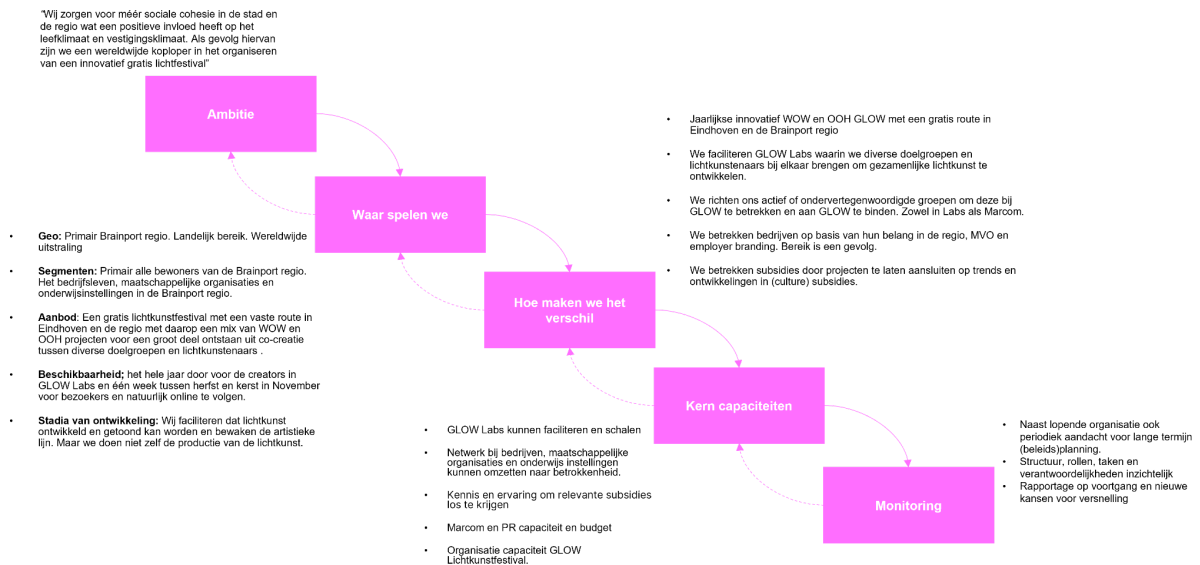 "Wij zorgen voor méér sociale cohesie in de stad en
de regio wat een positieve invloed heeft op het
leefklimaat en vestigingsklimaat. Als gevolg hiervan
zijn we een wereldwijde koploper in het organiseren
van een innovatief gratis lichtfestival"
Ambitie
Waar spelen we
• Geo: Primair Brainport regio. Landelijk bereik. Wereldwijde
uitstraling
• Segmenten: Primair alle bewoners van de Brainport regio.
Het bedrijfsleven, maatschappelijke organisaties en
onderwijsinstellingen in de Brainport regio.
• Aanbod: Een gratis lichtkunstfestival met een vaste route in
Eindhoven en de regio met daarop een mix van WOW en
OOH projecten voor een groot deel ontstaan uit co-creatie
tussen diverse doelgroepen en lichtkunstenaars .
• Beschikbaarheid; het hele jaar door voor de creators in
GLOW Labs en één week tussen herfst en kerst in November
voor bezoekers en natuurlijk online te volgen.
• Stadia van ontwikkeling: Wij faciliteren dat lichtkunst
ontwikkeld en getoond kan worden en bewaken de artistieke
lijn. Maar we doen niet zelf de productie van de lichtkunst.
Hoe maken we het
verschil
• Jaarlijkse innovatief WOW en OOH GLOW met een gratis route in
Eindhoven en de Brainport regio
• We faciliteren GLOW Labs waarin we diverse doelgroepen en
lichtkunstenaars bij elkaar brengen om gezamenlijke lichtkunst te
ontwikkelen.
• We richten ons actief of ondervertegenwoordigde groepen om deze bij
GLOW te betrekken en aan GLOW te binden. Zowel in Labs als Marcom.
• We betrekken bedrijven op basis van hun belang in de regio, MVO en
employer branding. Bereik is een gevolg.
• We betrekken subsidies door projecten te laten aansluiten op trends en
ontwikkelingen in (culture) subsidies.
Kern capaciteiten
• GLOW Labs kunnen faciliteren en schalen
• Netwerk bij bedrijven, maatschappelijke
organisaties en onderwijs instellingen
kunnen omzetten naar betrokkenheid.
• Kennis en ervaring om relevante subsidies
los te krijgen
• Marcom en PR capaciteit en budget
• Organisatie capaciteit GLOW
Lichtkunstfestival.
Monitoring
• Naast lopende organisatie ook
periodiek aandacht voor lange termijn
(beleids)planning.
• Structuur, rollen, taken en
verantwoordelijkheden inzichtelijk
• Rapportage op voortgang en nieuwe
kansen voor versnelling